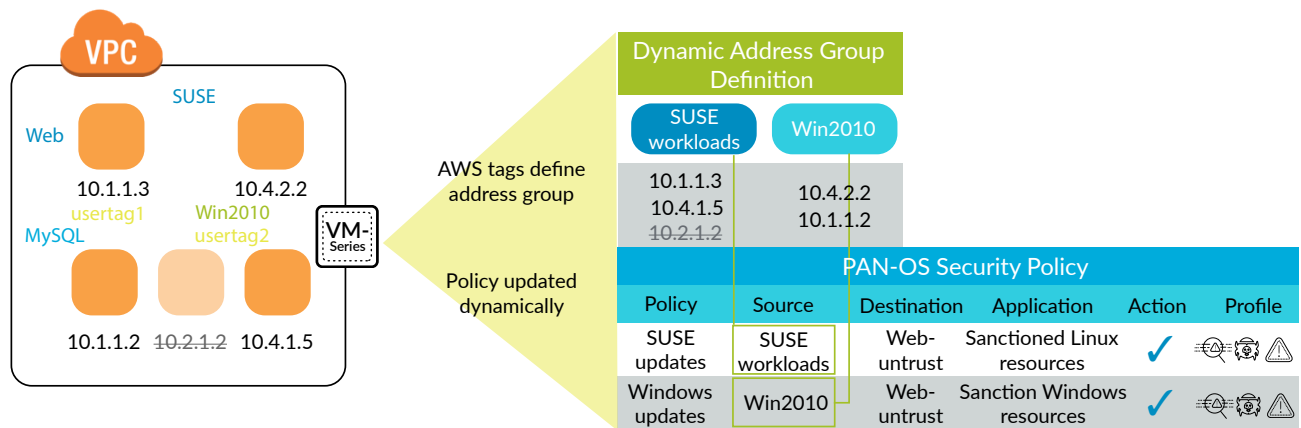 VPC
SUSE
Web
10.1.1.3
10.4.2.2
usertag1
Win2010
MySQL
usertag2
10.1.1.2
10.2.1.2
10.4.1.5
VM-
Series
AWS tags define
address group
Policy updated
dynamically
Dynamic Address Group
Definition
SUSE
workloads
Win2010
10.1.1.3
10.4.1.5
10.2.1.2
10.4.2.2
10.1.1.2
PAN-OS Security Policy
Policy Source Destination Application Action Profile
SUSE
updates
SUSE
workloads
Web-
untrust
Sanctioned Linux
resources
Windows
updates
Win2010
Web-
untrust
Sanction Windows
resources